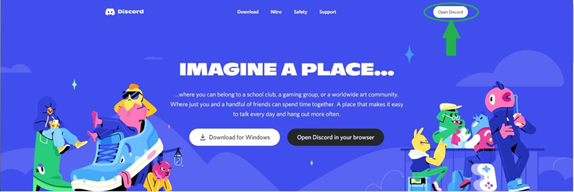 Discord
Download Nitro Safety Support
Open Discord
IMAGINE A PLACE...
...where you can belong to a school club, a gaming group, or a worldwide art community.
Where just you and a handful of friends can spend time together. A place that makes it easy
to talk every day and hang out more often.
Download for Windows
Open Discord in your browser